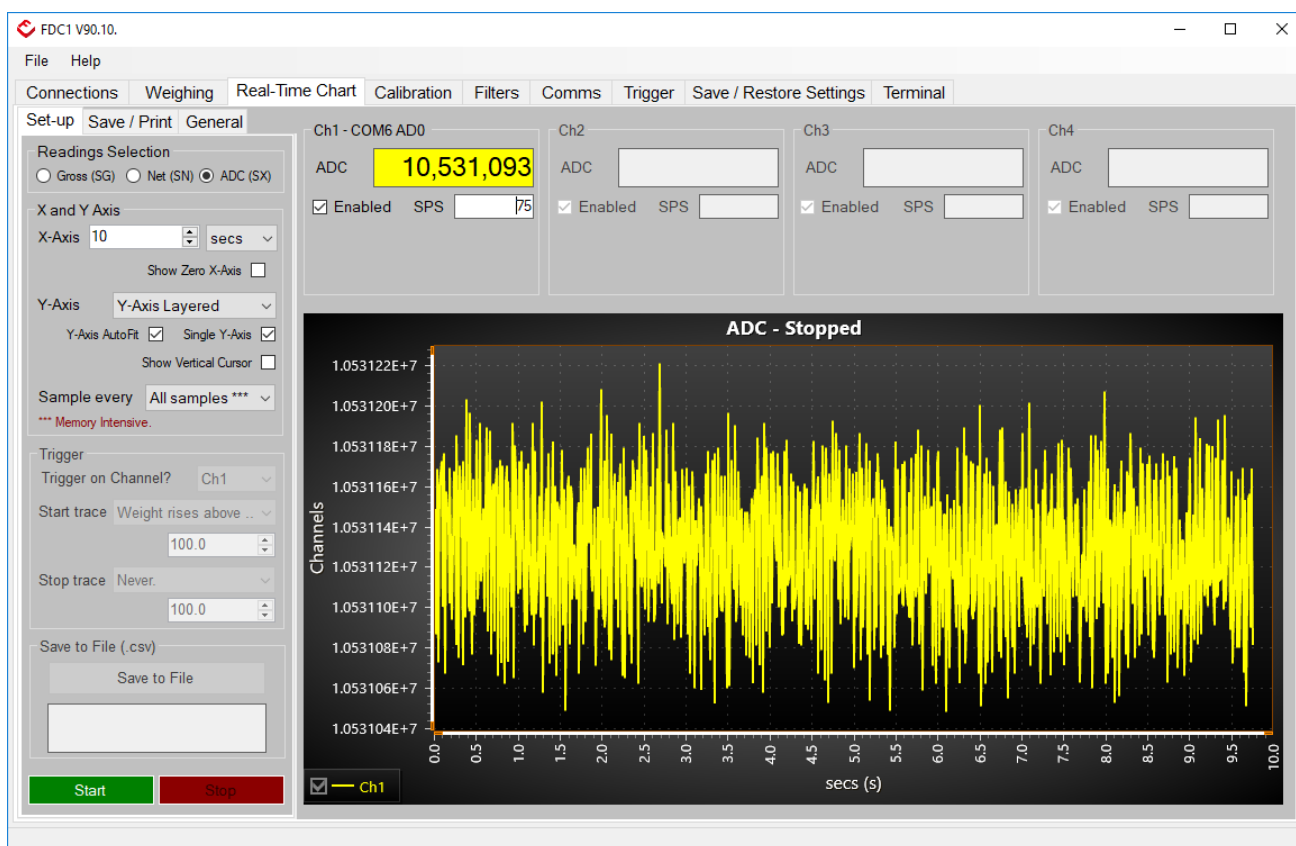 FDC1 V90.10.
File Help
Connections Weighing Real-Time Chart Calibration Filters Comms Trigger Save / Restore Settings Terminal
Set-up Save / Print General
Readings Selection
Gross (SG) Net (SN) ADC (SX)
X and Y Axis
X-Axis 10 secs
Show Zero X-Axis
Y-Axis Y-Axis Layered
Y-Axis AutoFit Single Y-Axis
Show Vertical Cursor
Sample every All samples ***
*** Memory Intensive.
Trigger
Trigger on Channel? Ch1
Start trace Weight rises above ..
100.0
Stop trace Never.
100.0
Save to File (.csv)
Save to File
Start Stop
Ch1 - COM6 AD0 Ch2 Ch3 Ch4
ADC 10,531,093 ADC ADC ADC
Enabled SPS 75 Enabled SPS Enabled SPS Enabled SPS
ADC - Stopped
1.053122E+7
1.053120E+7
1.053118E+7
1.053116E+7
1.053114E+7
1.053112E+7
1.053110E+7
1.053108E+7
1.053106E+7
1.053104E+7
Channels
0.0 0.5 1.0 1.5 2.0 2.5 3.0 3.5 4.0 4.5 5.0 5.5 6.0 6.5 7.0 7.5 8.0 8.5 9.0 9.5 10.0
secs (s)
Ch1